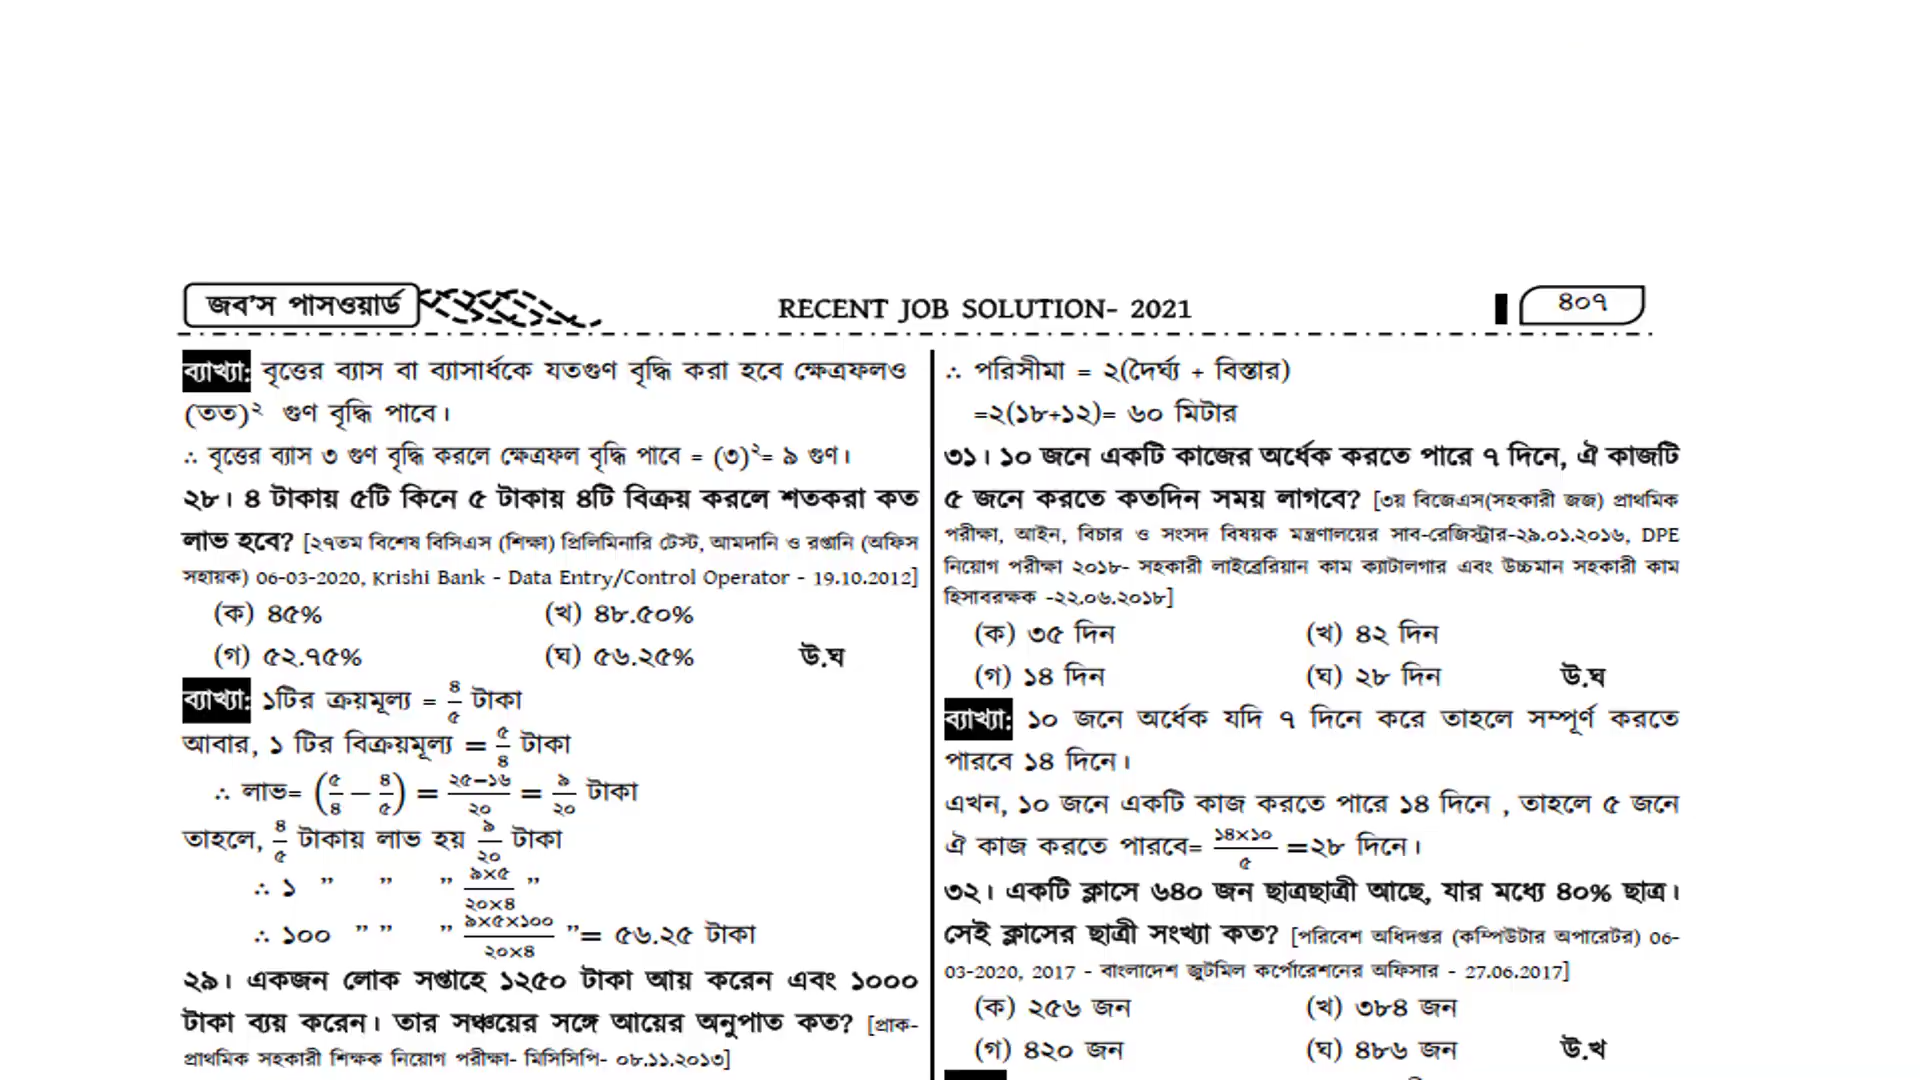 জব’স পাসওয়ার্ড
RECENT JOB SOLUTION- 2021
৪০৭
ব্যাখ্যা: বৃত্তের ব্যাস বা ব্যাসার্ধকে যতগুণ বৃদ্ধি করা হবে ক্ষেত্রফলও
(তত)² গুণ বৃদ্ধি পাবে।
∴ বৃত্তের ব্যাস ৩ গুণ বৃদ্ধি করলে ক্ষেত্রফল বৃদ্ধি পাবে = (৩)²= ৯ গুণ।
২৮। ৪ টাকায় ৫টি কিনে ৫ টাকায় ৪টি বিক্রয় করলে শতকরা কত
লাভ হবে? [২৭তম বিশেষ বিসিএস (শিক্ষা) প্রিলিমিনারি টেস্ট, আমদানি ও রপ্তানি (অফিস
সহায়ক) 06-03-2020, Krishi Bank - Data Entry/Control Operator - 19.10.2012]
(ক) ৪৫% (খ) ৪৮.৫০%
(গ) ৫২.৭৫% (ঘ) ৫৬.২৫% উ.ঘ
ব্যাখ্যা: ১টির ক্রয়মূল্য = ৪/৫ টাকা
আবার, ১ টির বিক্রয়মূল্য = ৫/৪ টাকা
∴ লাভ= (৫/৪ − ৪/৫) = ২৫−১৬/২০ = ৯/২০ টাকা
তাহলে, ৪/৫ টাকায় লাভ হয় ৯/২০ টাকা
∴ ১ ” ” ” ৯×৫/২০×৪ ”
∴ ১০০ ” ” ” ৯×৫×১০০/২০×৪ ”= ৫৬.২৫ টাকা
২৯। একজন লোক সপ্তাহে ১২৫০ টাকা আয় করেন এবং ১০০০
টাকা ব্যয় করেন। তার সঞ্চয়ের সঙ্গে আয়ের অনুপাত কত? [প্রাক-
প্রাথমিক সহকারী শিক্ষক নিয়োগ পরীক্ষা- মিসিসিপি- ০৮.১১.২০১৩]
∴ পরিসীমা = ২(দৈর্ঘ্য + বিস্তার)
=২(১৮+১২)= ৬০ মিটার
৩১। ১০ জনে একটি কাজের অর্ধেক করতে পারে ৭ দিনে, ঐ কাজটি
৫ জনে করতে কতদিন সময় লাগবে? [৩য় বিজেএস(সহকারী জজ) প্রাথমিক
পরীক্ষা, আইন, বিচার ও সংসদ বিষয়ক মন্ত্রণালয়ের সাব-রেজিস্ট্রার-২৯.০১.২০১৬, DPE
নিয়োগ পরীক্ষা ২০১৮- সহকারী লাইব্রেরিয়ান কাম ক্যাটালগার এবং উচ্চমান সহকারী কাম
হিসাবরক্ষক -২২.০৬.২০১৮]
(ক) ৩৫ দিন (খ) ৪২ দিন
(গ) ১৪ দিন (ঘ) ২৮ দিন উ.ঘ
ব্যাখ্যা: ১০ জনে অর্ধেক যদি ৭ দিনে করে তাহলে সম্পূর্ণ করতে
পারবে ১৪ দিনে।
এখন, ১০ জনে একটি কাজ করতে পারে ১৪ দিনে , তাহলে ৫ জনে
ঐ কাজ করতে পারবে= ১৪×১০/৫ =২৮ দিনে।
৩২। একটি ক্লাসে ৬৪০ জন ছাত্রছাত্রী আছে, যার মধ্যে ৪০% ছাত্র।
সেই ক্লাসের ছাত্রী সংখ্যা কত? [পরিবেশ অধিদপ্তর (কম্পিউটার অপারেটর) 06-
03-2020, 2017 - বাংলাদেশ জুটমিল কর্পোরেশনের অফিসার - 27.06.2017]
(ক) ২৫৬ জন (খ) ৩৮৪ জন
(গ) ৪২০ জন (ঘ) ৪৮৬ জন উ.খ